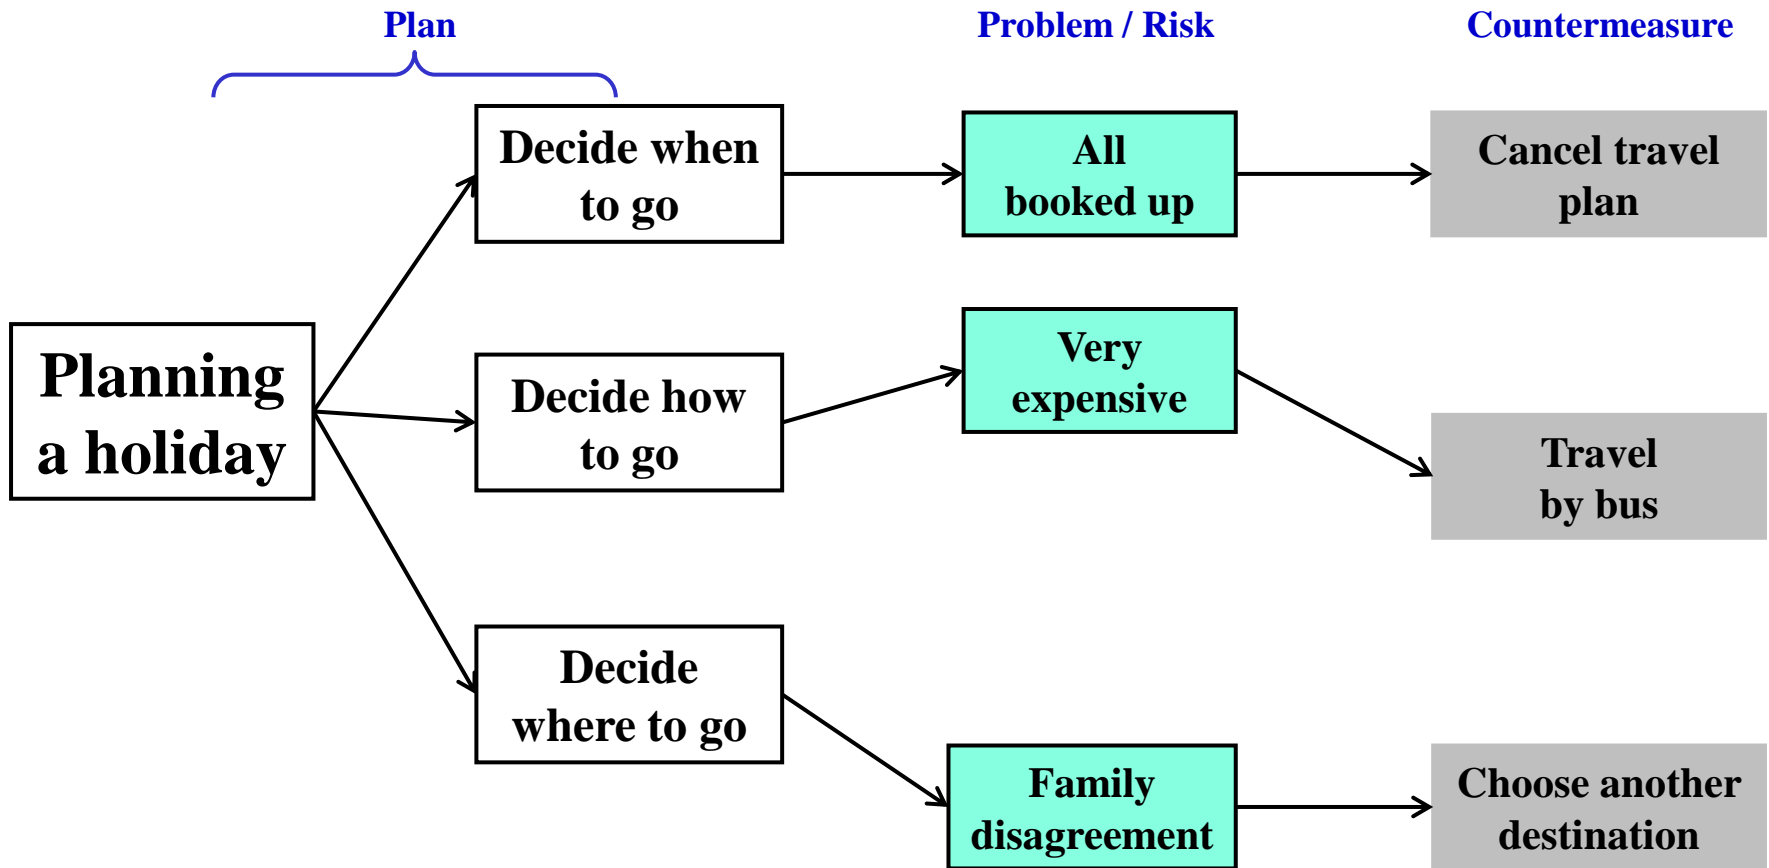 Plan
Problem / Risk
Countermeasure
Decide when
to go
All
booked up
Cancel travel
plan
Planning
a holiday
Decide how
to go
Very
expensive
Travel
by bus
Decide
where to go
Family
disagreement
Choose another
destination